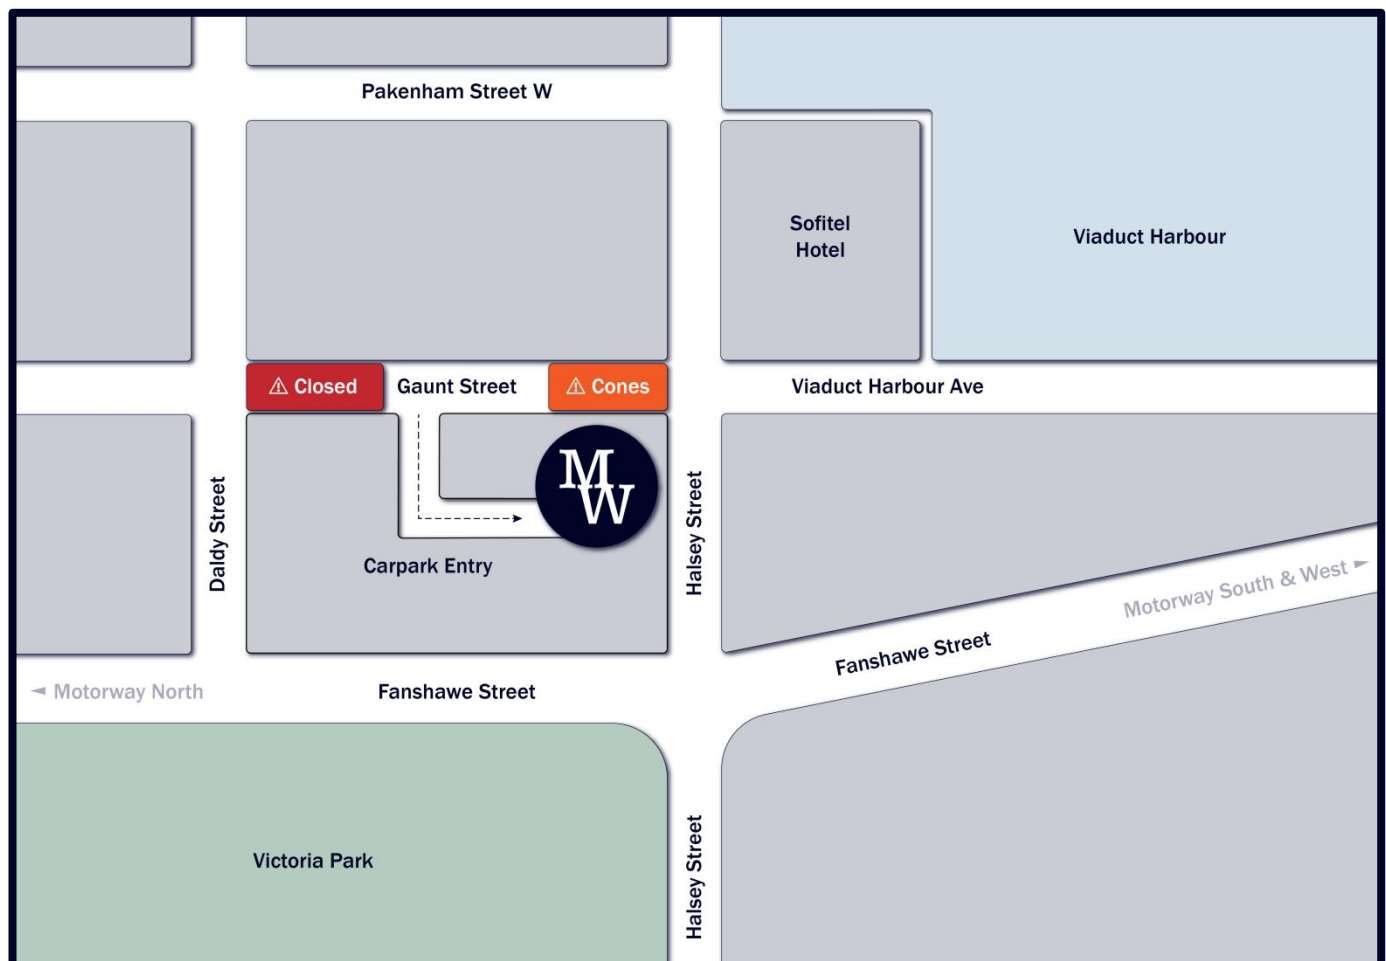 Pakenham Street W
Sofitel
Hotel
Viaduct Harbour
⚠ Closed
Gaunt Street
⚠ Cones
Viaduct Harbour Ave
MW
Daldy Street
Halsey Street
Carpark Entry
Motorway South & West ►
Fanshawe Street
◄ Motorway North
Fanshawe Street
Victoria Park
Halsey Street